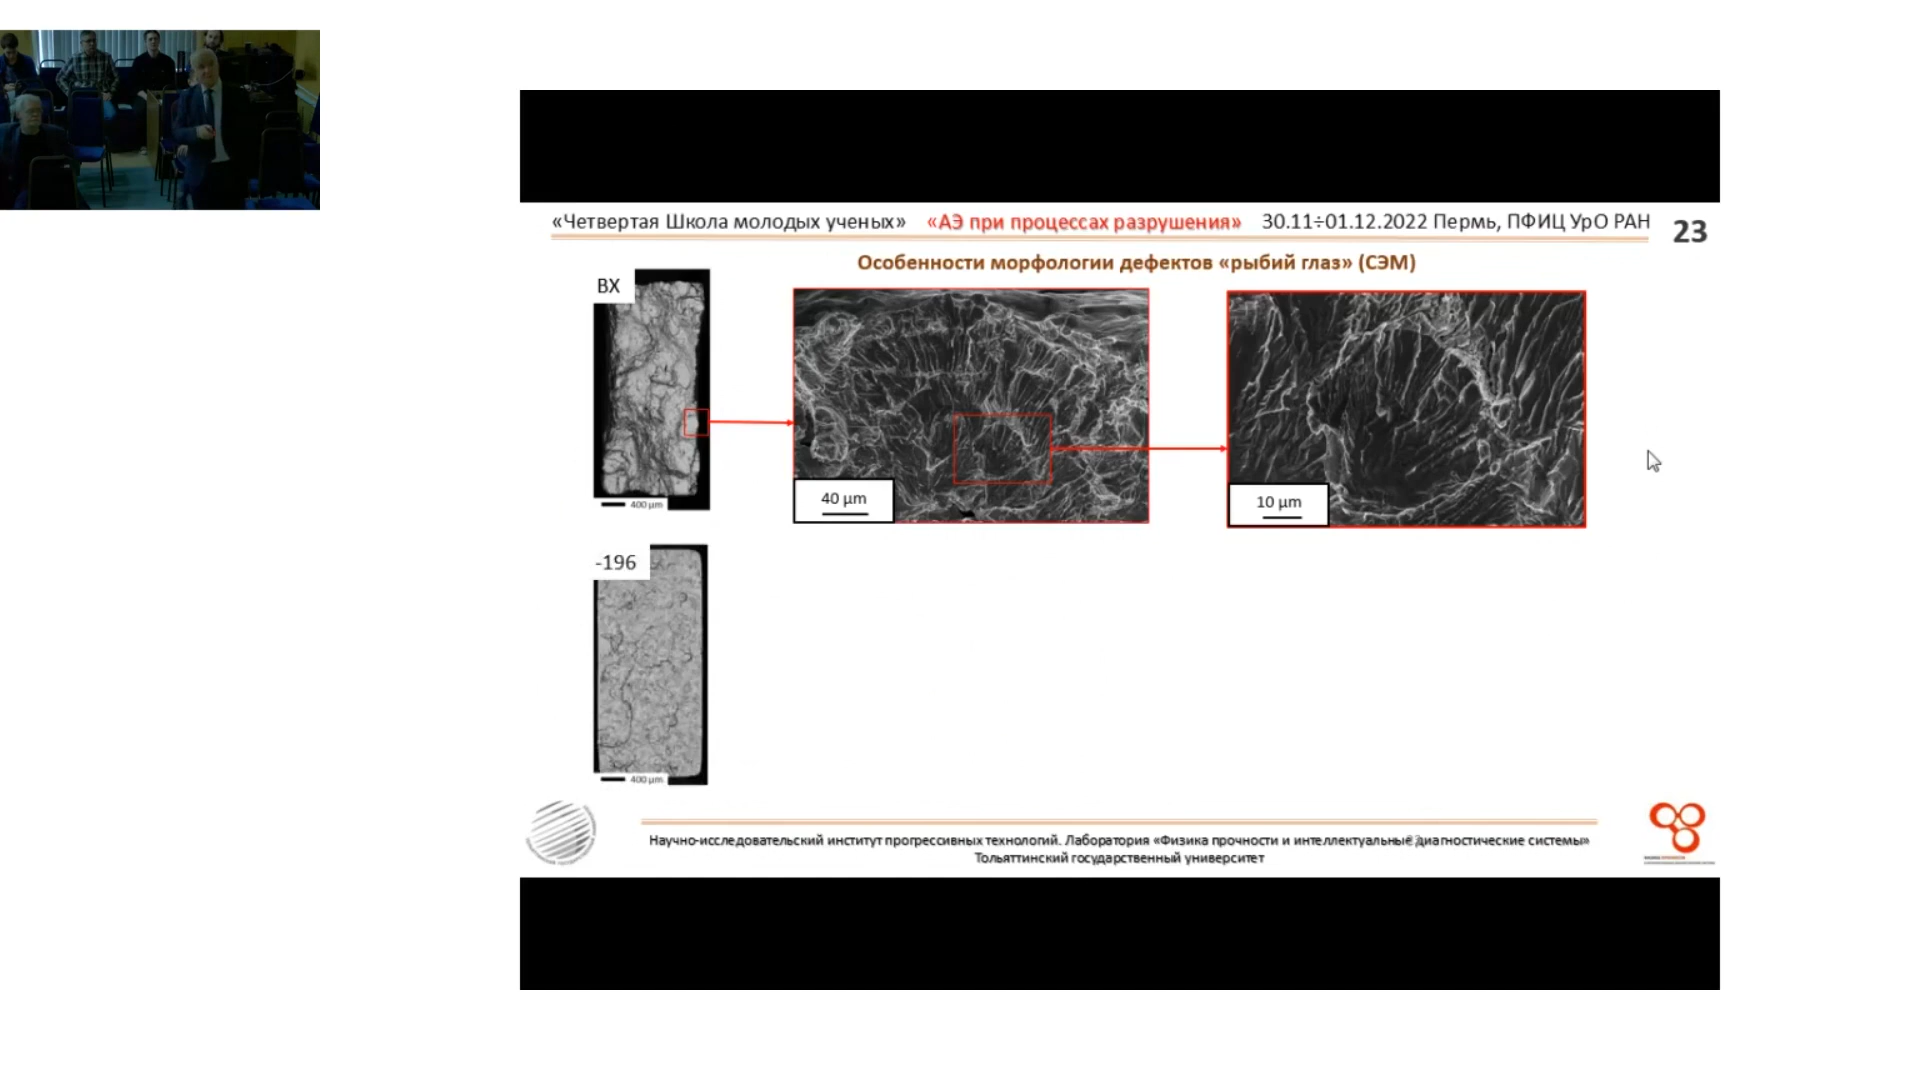 «Четвертая Школа молодых ученых» «АЭ при процессах разрушения» 30.11÷01.12.2022 Пермь, ПФИЦ УрО РАН 23
Особенности морфологии дефектов «рыбий глаз» (СЭМ)
ВХ
400 µm
40 µm
10 µm
-196
400 µm
Научно-исследовательский институт прогрессивных технологий. Лаборатория «Физика прочности и интеллектуальные диагностические системы»
Тольяттинский государственный университет